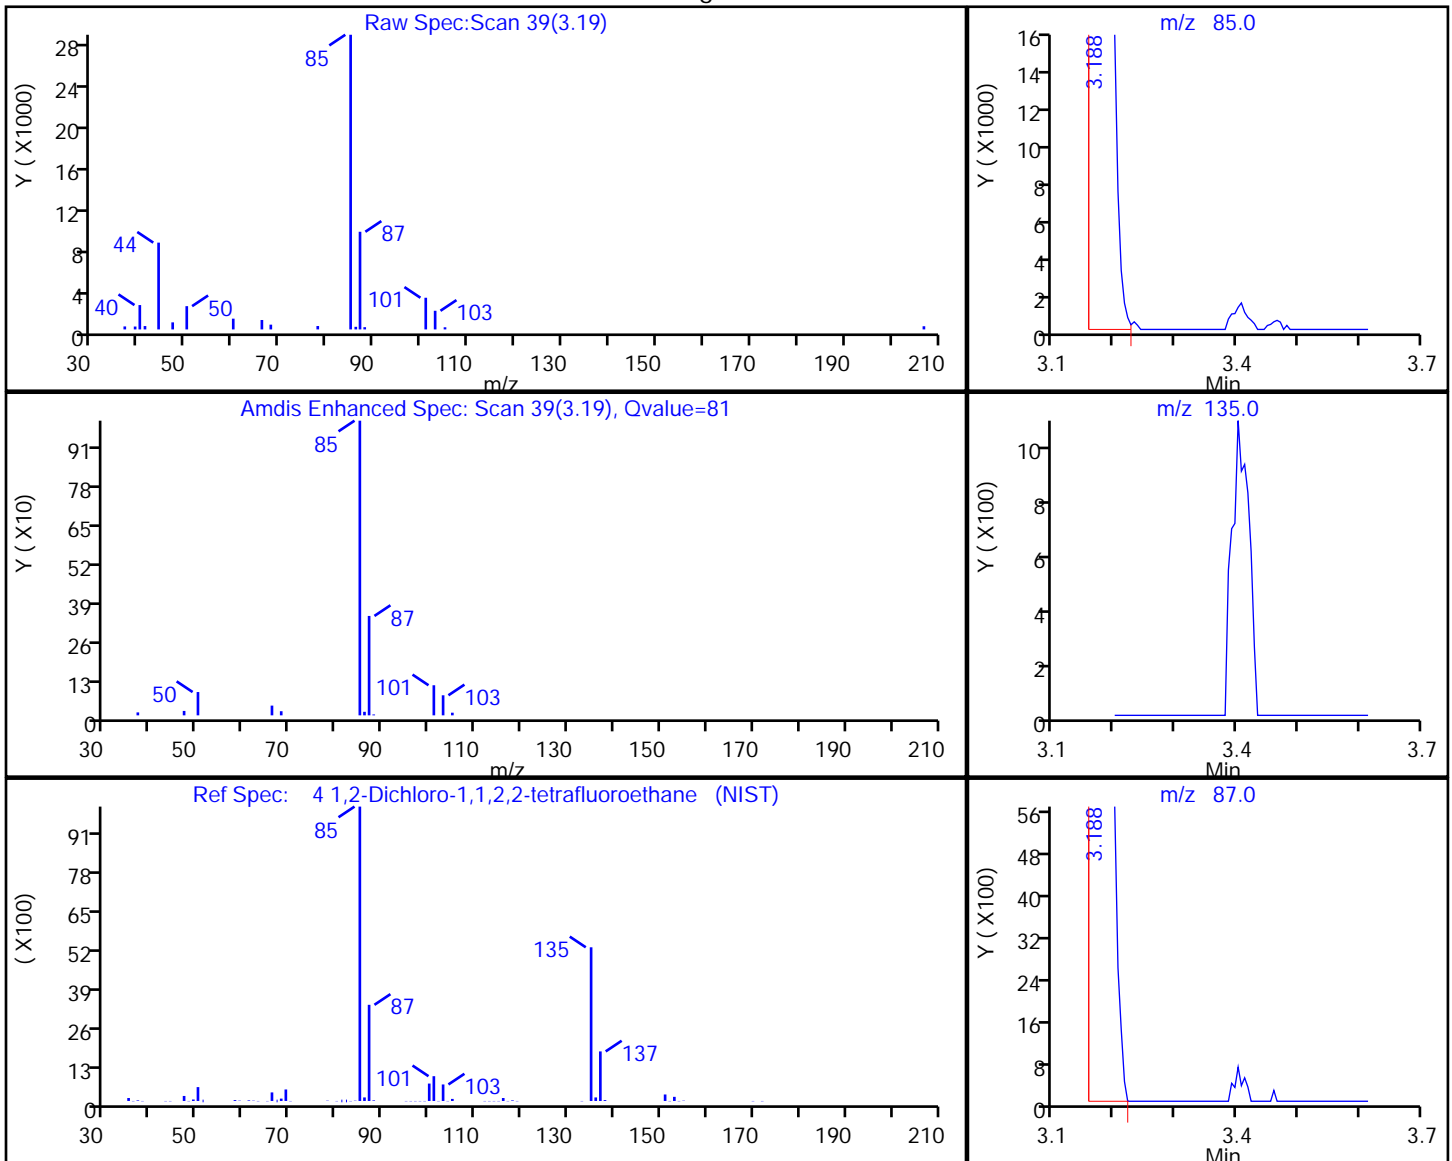 Raw Spec:Scan 39(3.19)
Y ( X1000)
28
24
20
16
12
8
4
0
85
44
87
40
50
101
103
30 50 70 90 110 130 150 170 190 210
m/z
m/z 85.0
Y ( X1000)
16
14
12
10
8
6
4
2
0
3.188
3.1 3.4 3.7
Min
Amdis Enhanced Spec: Scan 39(3.19), Qvalue=81
Y ( X10)
91
78
65
52
39
26
13
0
85
87
50
101
103
30 50 70 90 110 130 150 170 190 210
m/z
m/z 135.0
Y ( X100)
10
8
6
4
2
0
3.1 3.4 3.7
Min
Ref Spec: 4 1,2-Dichloro-1,1,2,2-tetrafluoroethane (NIST)
( X100)
91
78
65
52
39
26
13
0
85
135
87
137
101
103
30 50 70 90 110 130 150 170 190 210
m/z 87.0
Y ( X100)
56
48
40
32
24
16
8
0
3.188
3.1 3.4 3.7
Min